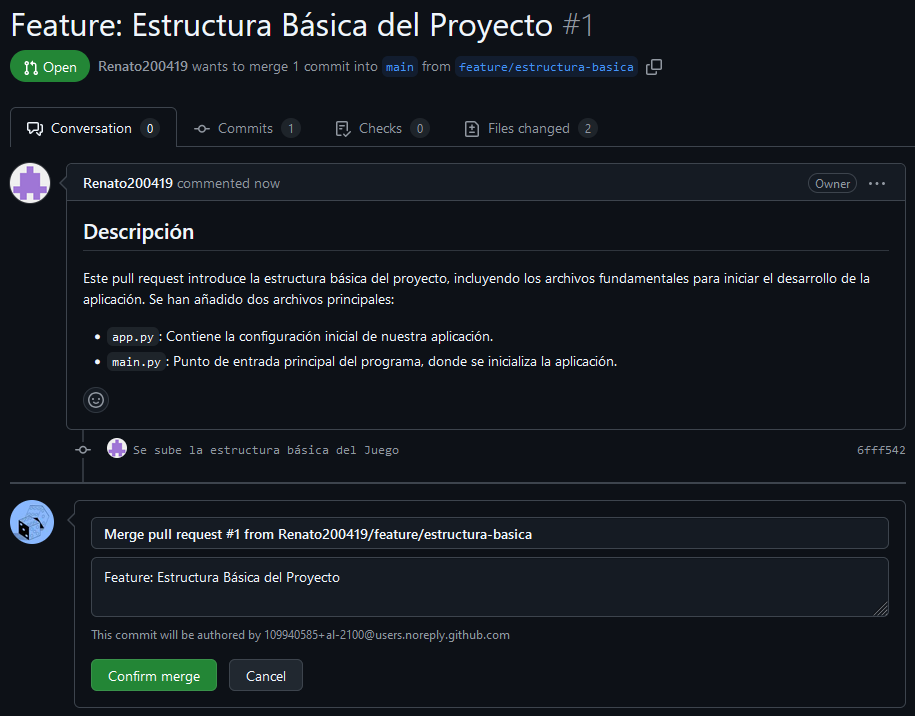 Feature: Estructura Básica del Proyecto #1
Open Renato200419 wants to merge 1 commit into main from feature/estructura-basica
Conversation 0 Commits 1 Checks 0 Files changed 2
Renato200419 commented now Owner
Descripción
Este pull request introduce la estructura básica del proyecto, incluyendo los archivos fundamentales para iniciar el desarrollo de la
aplicación. Se han añadido dos archivos principales:
• app.py: Contiene la configuración inicial de nuestra aplicación.
• main.py: Punto de entrada principal del programa, donde se inicializa la aplicación.
Se sube la estructura básica del Juego 6fff542
Merge pull request #1 from Renato200419/feature/estructura-basica
Feature: Estructura Básica del Proyecto
This commit will be authored by 109940585+al-2100@users.noreply.github.com
Confirm merge Cancel